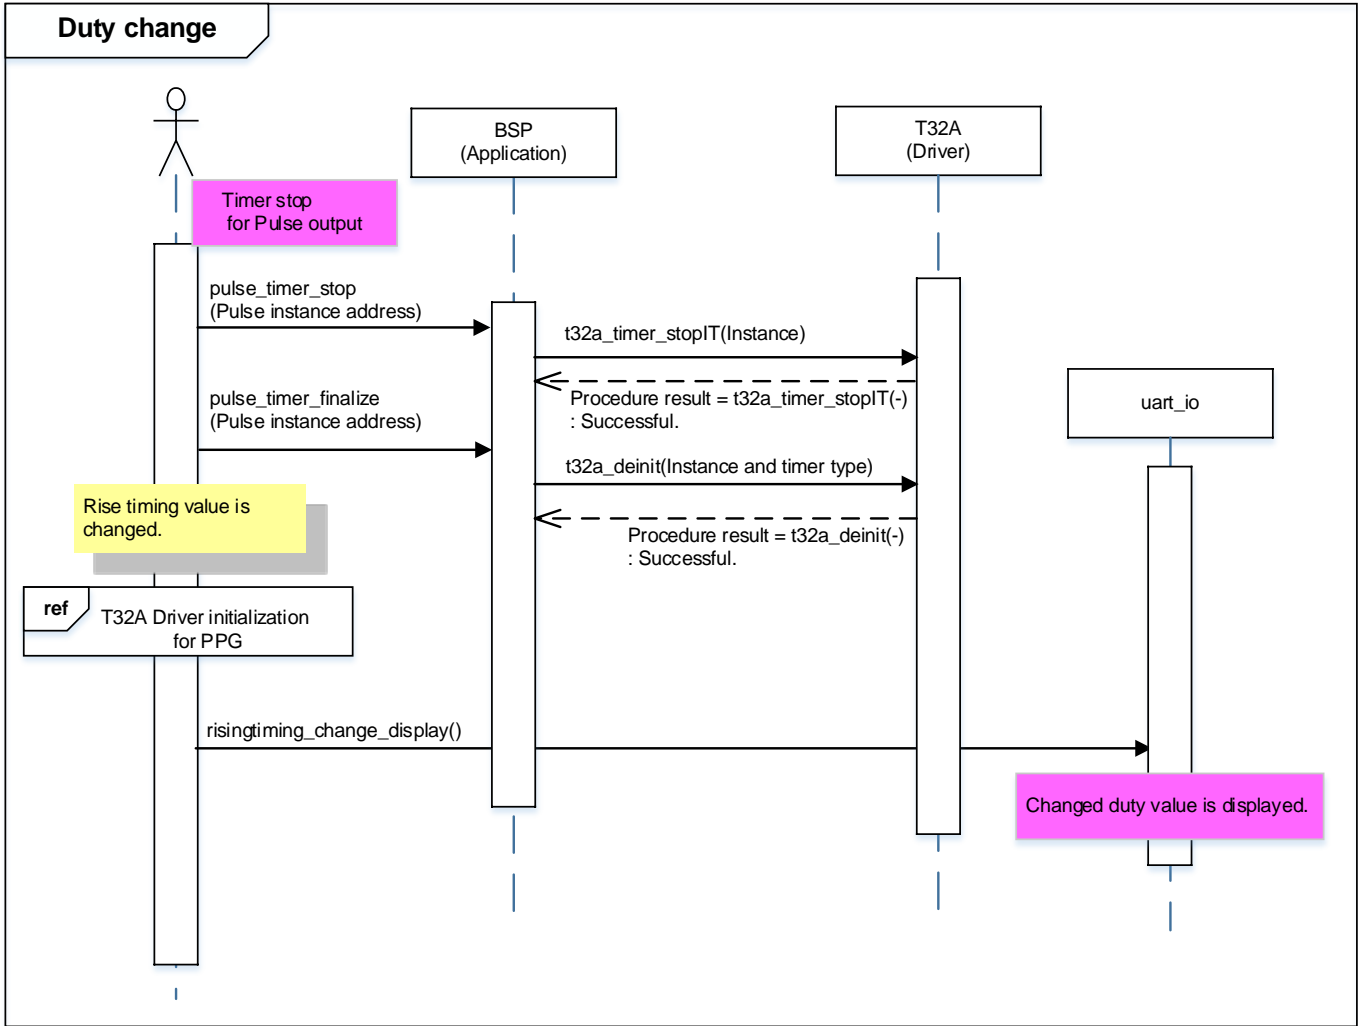 Duty change
BSP
(Application)
T32A
(Driver)
Timer stop
for Pulse output
pulse_timer_stop
(Pulse instance address)
t32a_timer_stopIT(Instance)
Procedure result = t32a_timer_stopIT(-)
: Successful.
uart_io
pulse_timer_finalize
(Pulse instance address)
t32a_deinit(Instance and timer type)
Rise timing value is
changed.
Procedure result = t32a_deinit(-)
: Successful.
ref
T32A Driver initialization
for PPG
risingtiming_change_display()
Changed duty value is displayed.